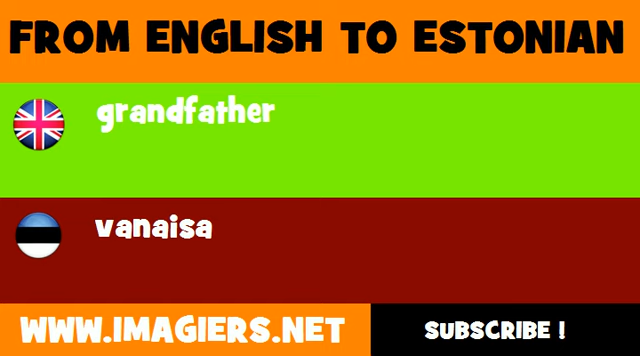 FROM ENGLISH TO ESTONIAN
grandfather
vanaisa
WWW.IMAGIERS.NET
SUBSCRIBE !